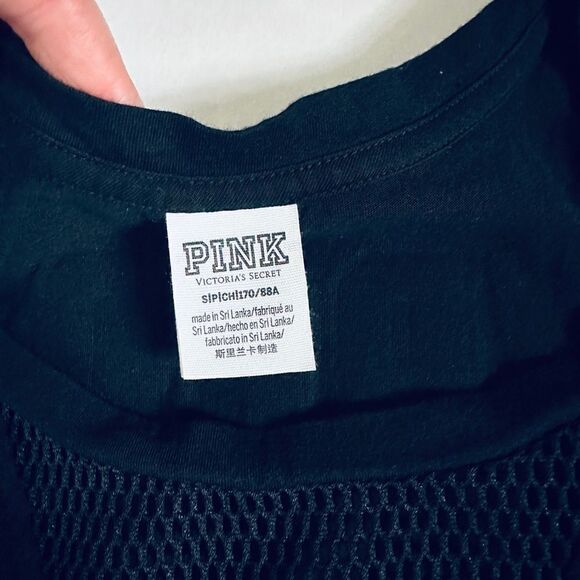 PINK
VICTORIA'S SECRET
S|P|CH|170/88A
made in Sri Lanka/fabriqué au
Sri Lanka/hecho en Sri Lanka/
fabbricato in Sri Lanka/
斯里兰卡制造